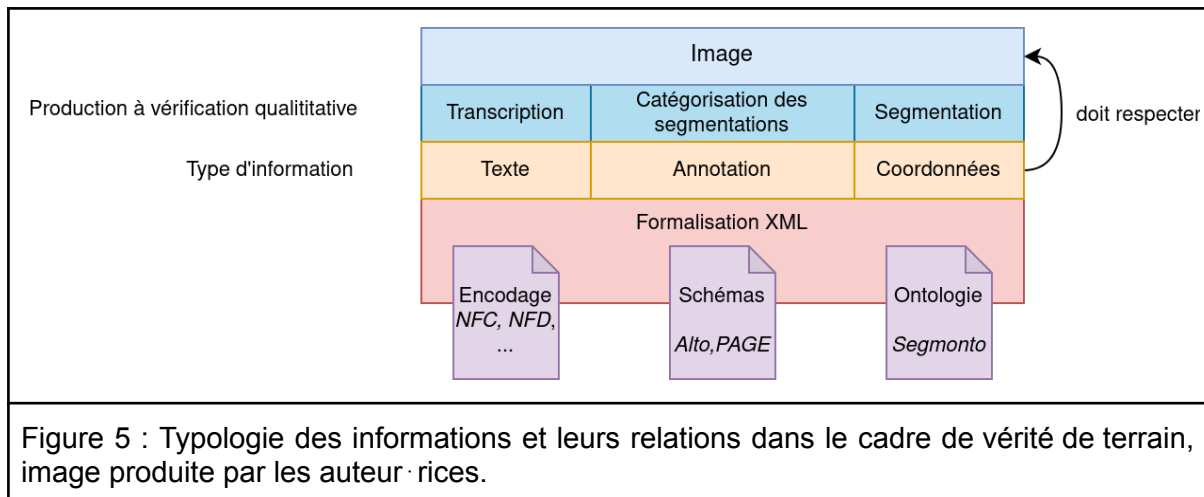 Image
Production à vérification qualititative
Transcription
Catégorisation des
segmentations
Segmentation
doit respecter
Type d'information
Texte
Annotation
Coordonnées
Formalisation XML
Encodage
NFC, NFD,
...
Schémas
Alto,PAGE
Ontologie
Segmonto
Figure 5 : Typologie des informations et leurs relations dans le cadre de vérité de terrain,
image produite par les auteur·rices.